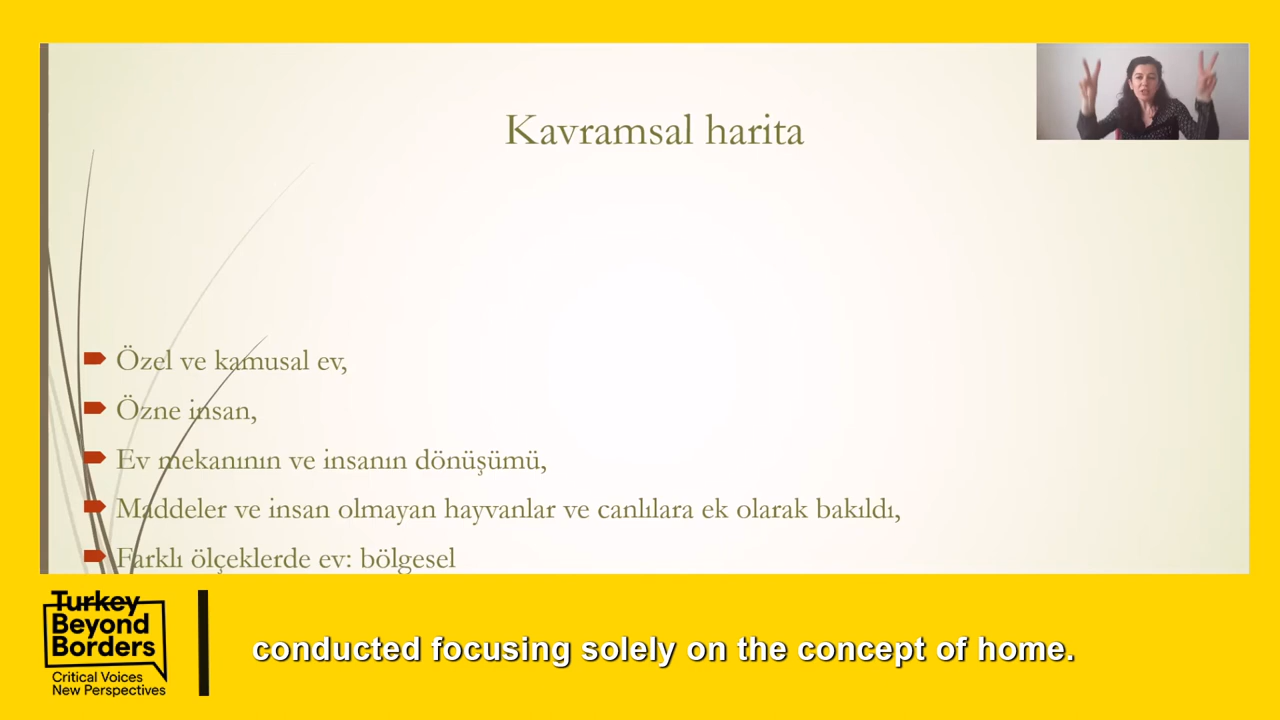 Kavramsal harita
Özel ve kamusal ev,
Özne insan,
Ev mekanının ve insanın dönüşümü,
Maddeler ve insan olmayan hayvanlar ve canlılara ek olarak bakıldı,
Farklı ölçeklerde ev: bölgesel
Turkey
Beyond
Borders
Critical Voices
New Perspectives
conducted focusing solely on the concept of home.